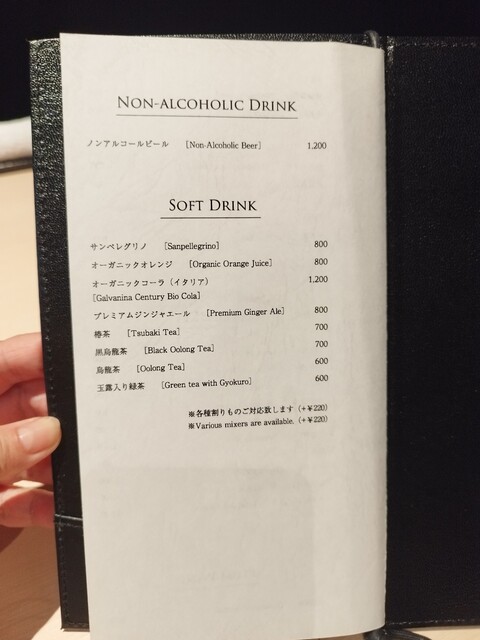 NON-ALCOHOLIC DRINK
ノンアルコールビール [Non-Alcoholic Beer] 1,200
SOFT DRINK
サンペレグリノ [Sanpellegrino] 800
オーガニックオレンジ [Organic Orange Juice] 800
オーガニックコーラ（イタリア） 1,200
[Galvanina Century Bio Cola]
プレミアムジンジャエール [Premium Ginger Ale] 800
椿茶 [Tsubaki Tea] 700
黒烏龍茶 [Black Oolong Tea] 700
烏龍茶 [Oolong Tea] 600
玉露入り緑茶 [Green tea with Gyokuro] 600
※各種割りものご対応致します（+￥220）
※Various mixers are available.（+￥220）